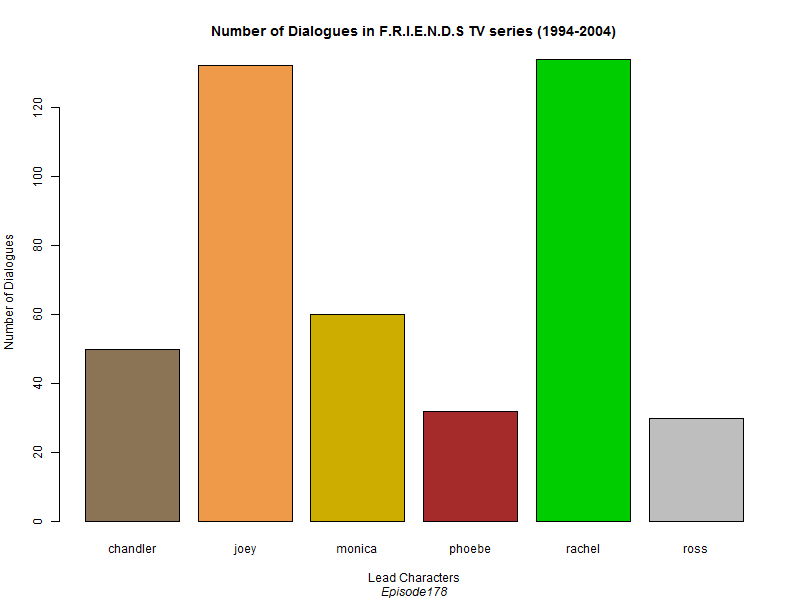 Number of Dialogues in F.R.I.E.N.D.S TV series (1994-2004)
Number of Dialogues
120
100
80
60
40
20
0
chandler joey monica phoebe rachel ross
Lead Characters
Episode178